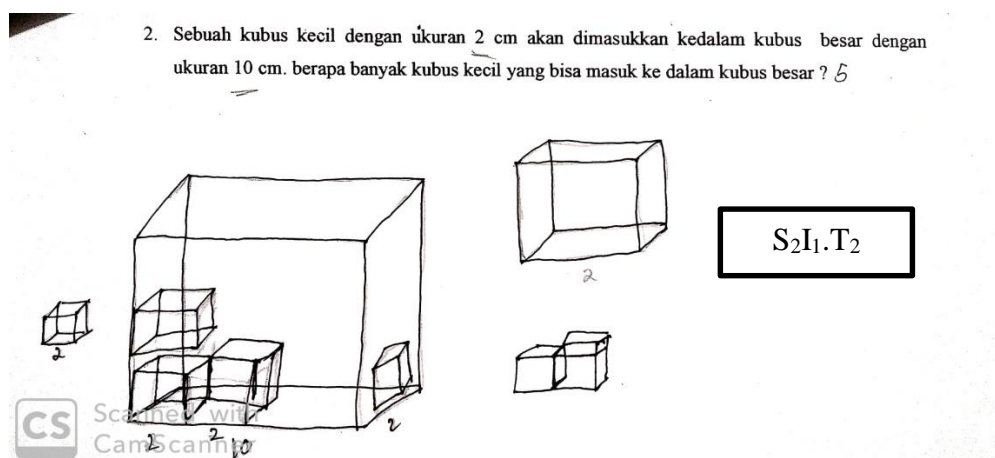 2. Sebuah kubus kecil dengan ukuran 2 cm akan dimasukkan kedalam kubus besar dengan
ukuran 10 cm. berapa banyak kubus kecil yang bisa masuk ke dalam kubus besar ? 5
2
S₂I₁.T₂
2
CS Scanned with
CamScanner
2
2
10
2